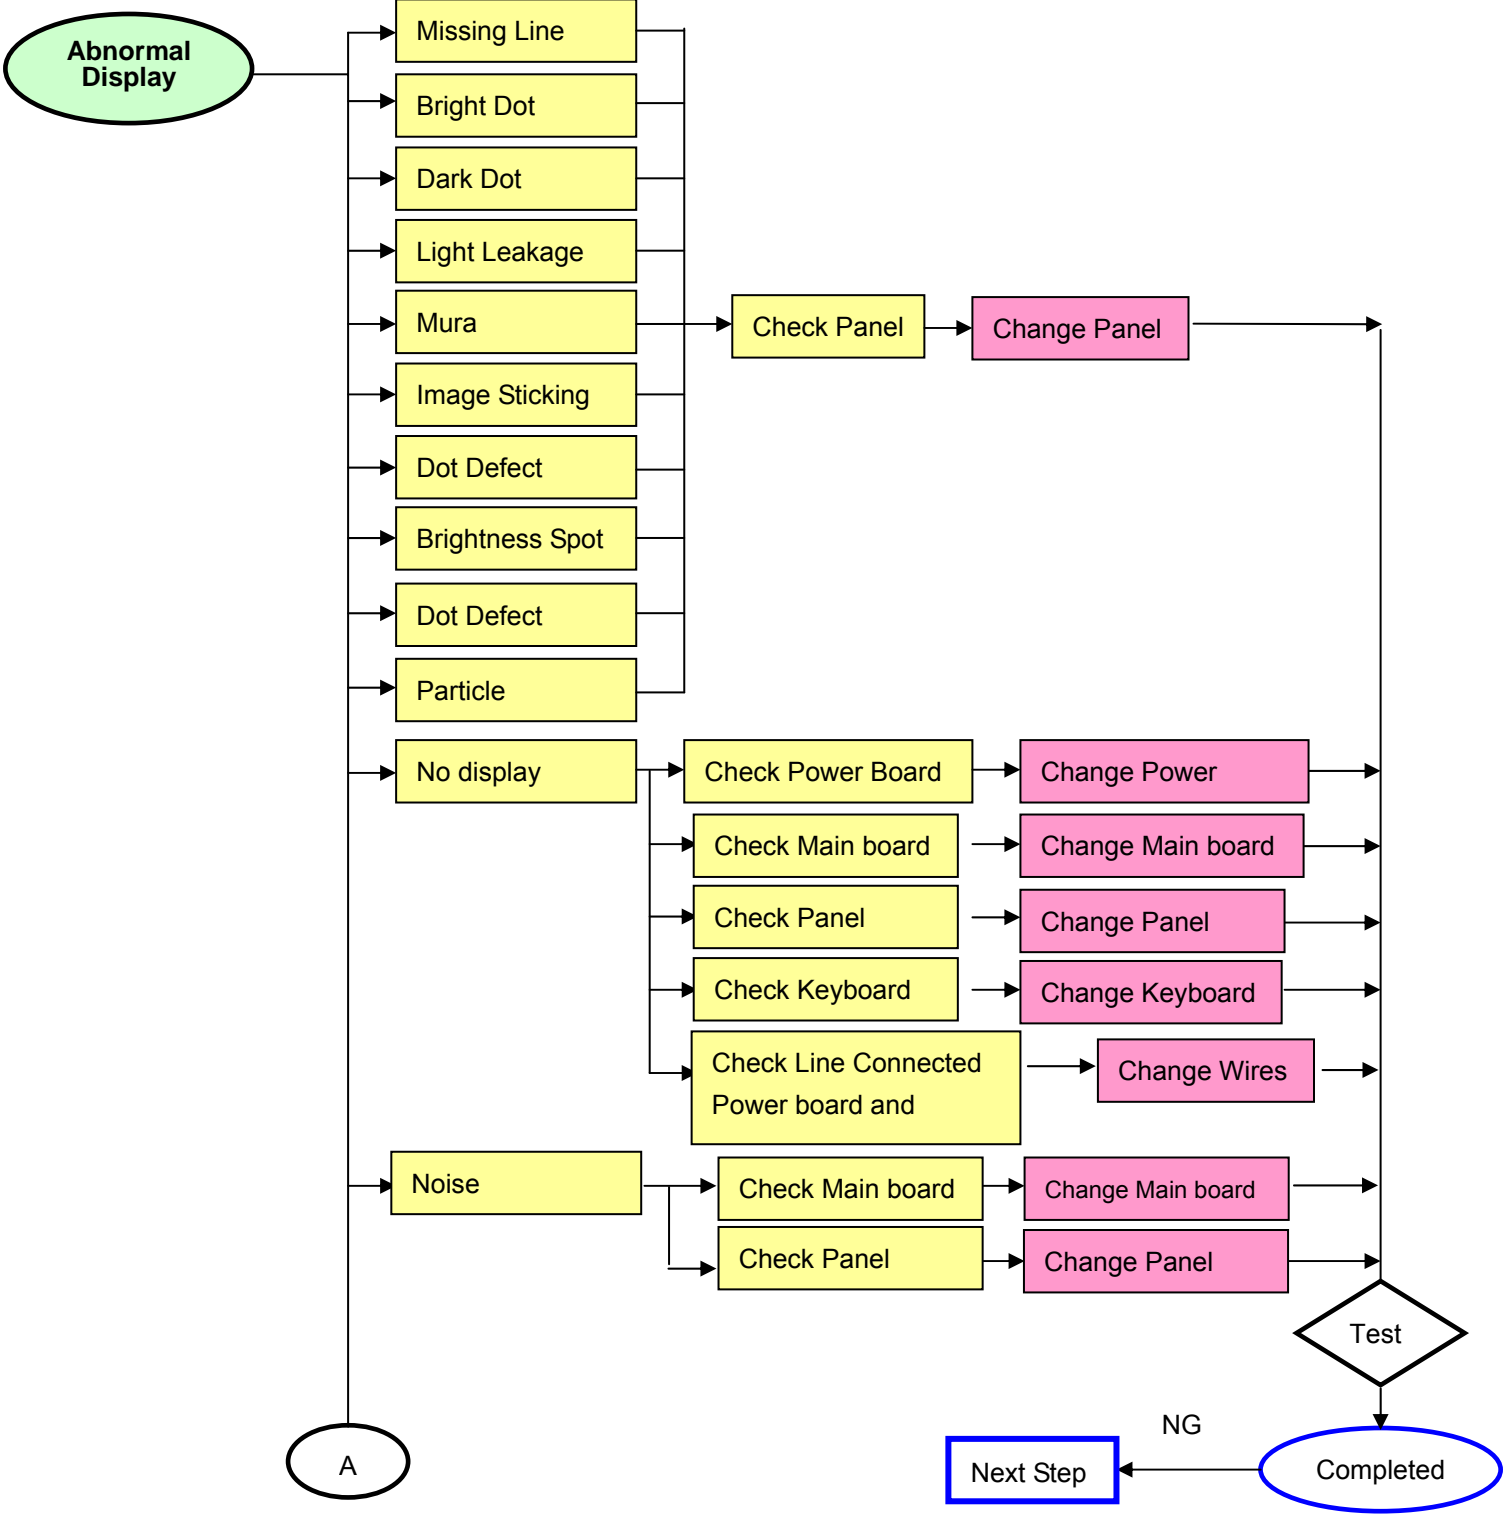 Abnormal
Display
Missing Line
Bright Dot
Dark Dot
Light Leakage
Mura
Check Panel
Change Panel
Image Sticking
Dot Defect
Brightness Spot
Dot Defect
Particle
No display
Check Power Board
Change Power
Check Main board
Change Main board
Check Panel
Change Panel
Check Keyboard
Change Keyboard
Check Line Connected
Power board and
Change Wires
Noise
Check Main board
Change Main board
Check Panel
Change Panel
Test
NG
A
Next Step
Completed